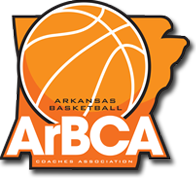 ARKANSAS
BASKETBALL
ArBCA
COACHES ASSOCIATION